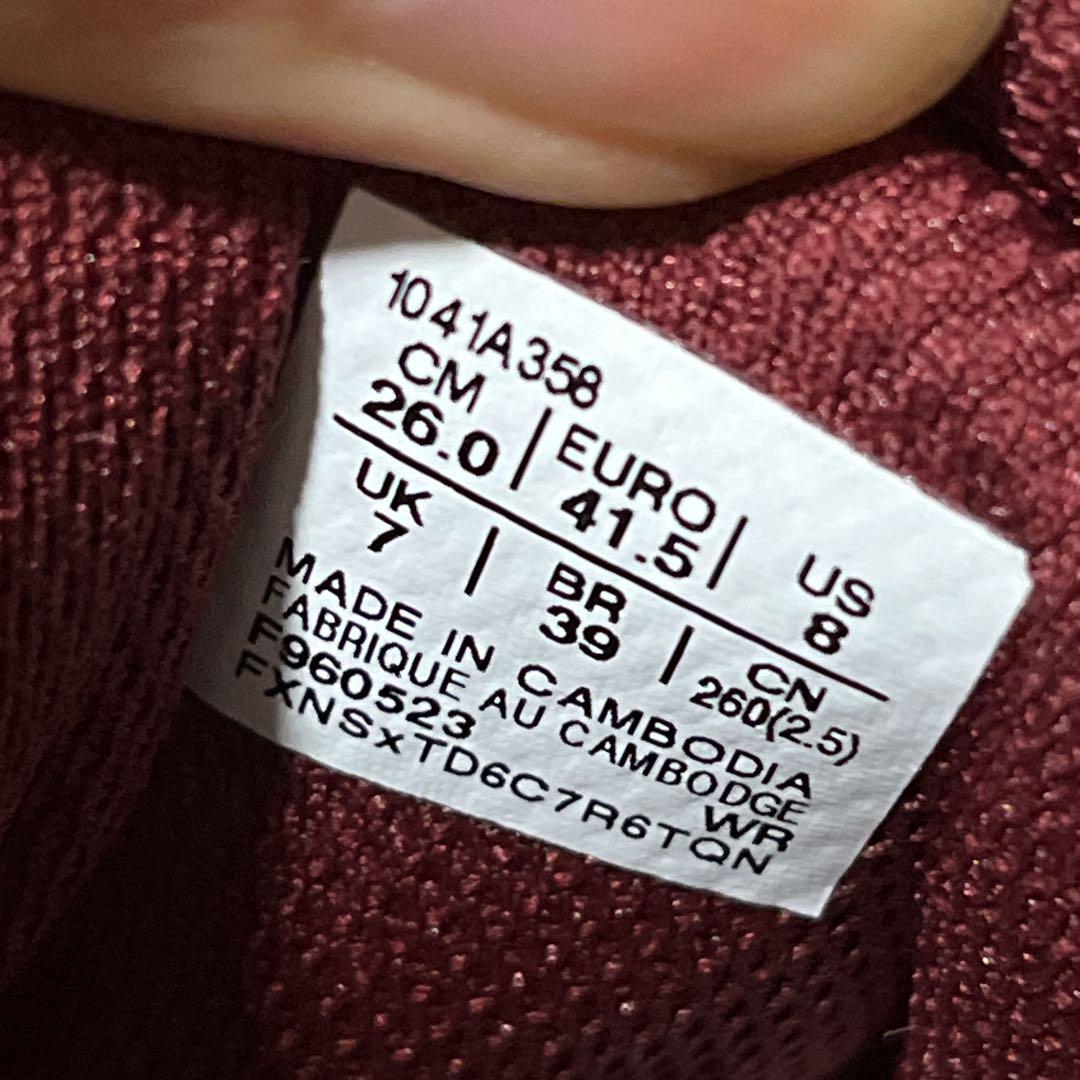 1041A358
CM | EURO | US
26.0 | 41.5 | 8
UK | BR | CN
7 | 39 | 260(2.5)
MADE IN CAMBODIA
FABRIQUE AU CAMBODGE
F960523 WR
FXNSxTD6C7R6TQN